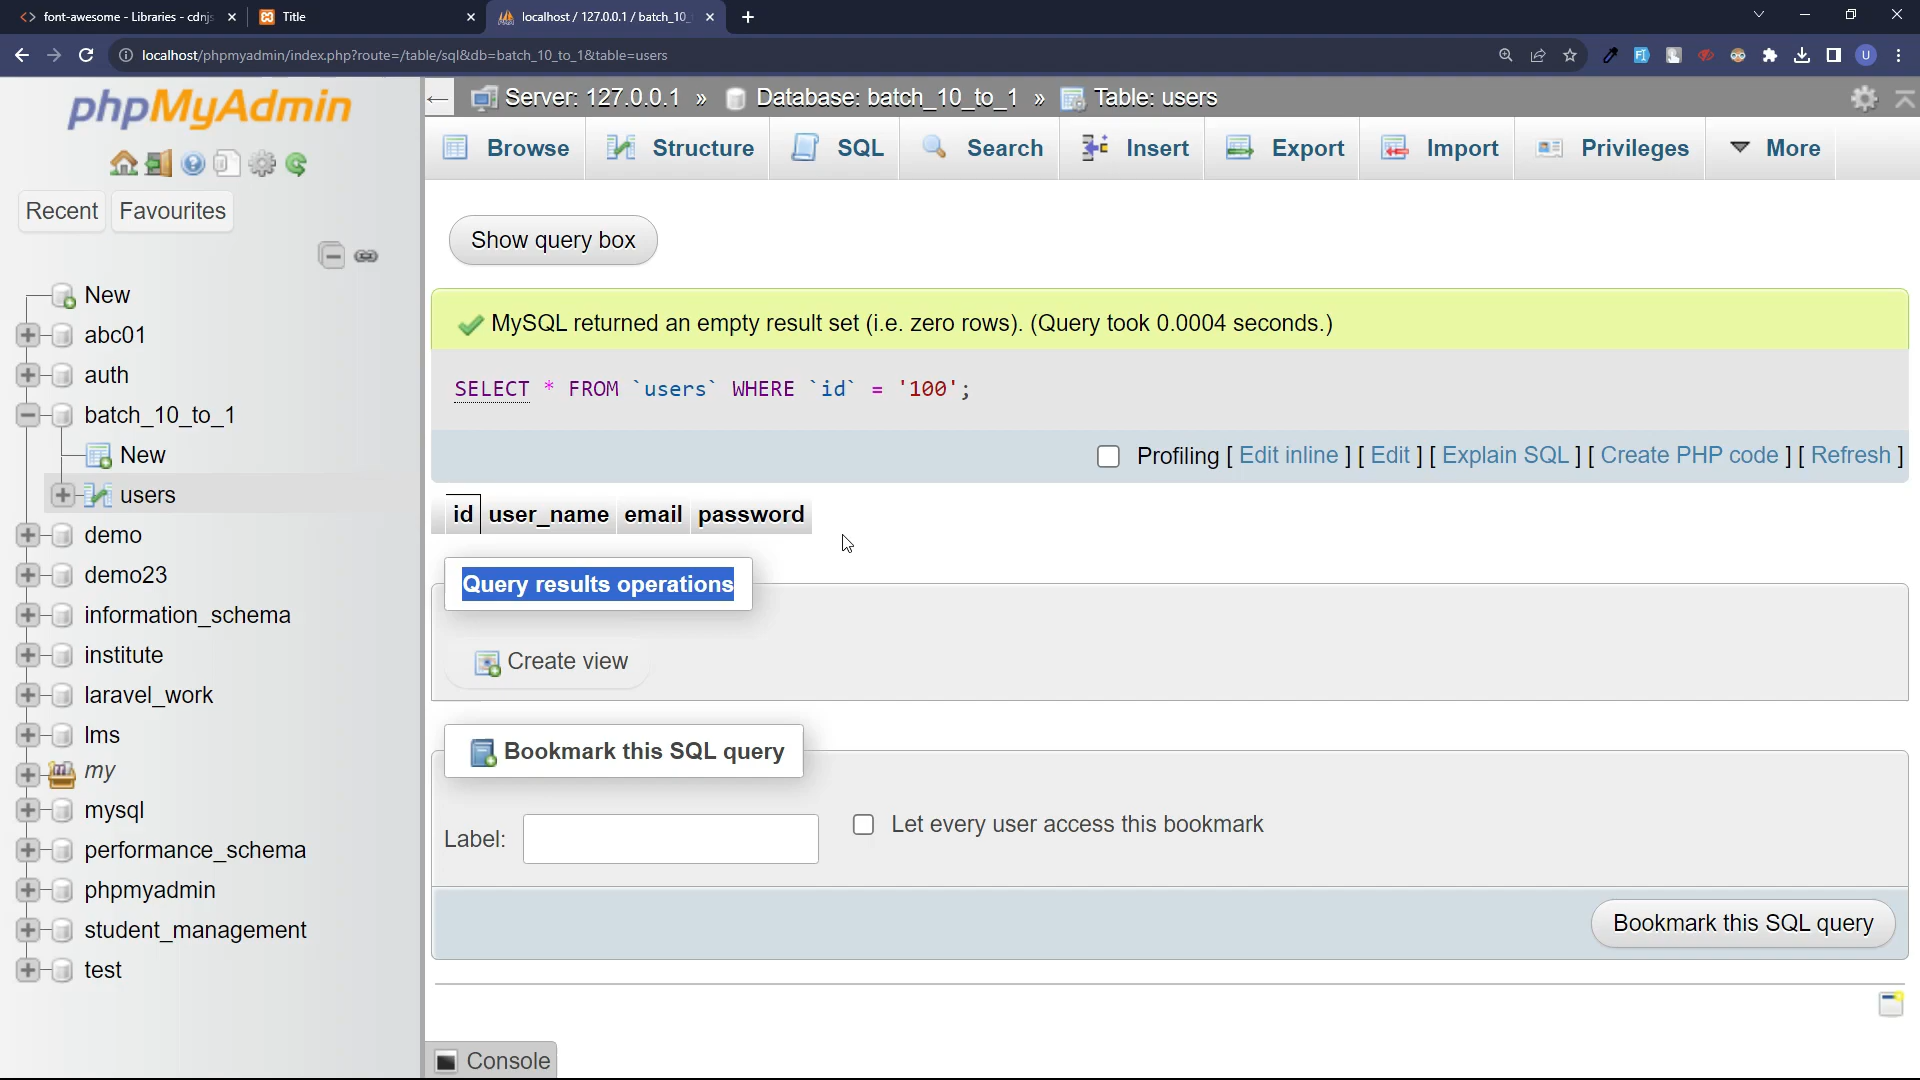 font-awesome - Libraries - cdnjs
Title
localhost / 127.0.0.1 / batch_10_
localhost/phpmyadmin/index.php?route=/table/sql&db=batch_10_to_1&table=users
U
phpMyAdmin
Recent
Favourites
New
abc01
auth
batch_10_to_1
New
users
demo
demo23
information_schema
institute
laravel_work
lms
my
mysql
performance_schema
phpmyadmin
student_management
test
Server: 127.0.0.1 » Database: batch_10_to_1 » Table: users
Browse
Structure
SQL
Search
Insert
Export
Import
Privileges
More
Show query box
MySQL returned an empty result set (i.e. zero rows). (Query took 0.0004 seconds.)
SELECT * FROM `users` WHERE `id` = '100';
Profiling [ Edit inline ] [ Edit ] [ Explain SQL ] [ Create PHP code ] [ Refresh ]
id user_name email password
Query results operations
Create view
Bookmark this SQL query
Label:
Let every user access this bookmark
Bookmark this SQL query
Console